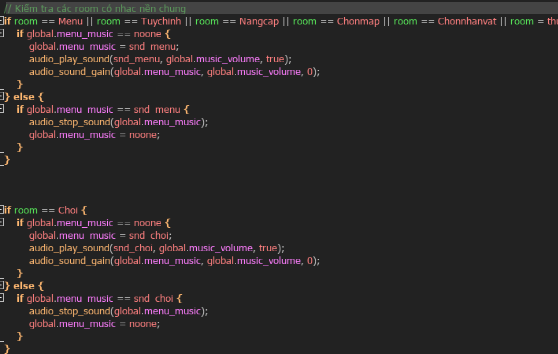 // Kiểm tra các room có nhạc nền chung
if room == Menu || room == Tuychinh || room == Nangcap || room == Chonmap || room == Chonnhanvat || room = th
if global.menu_music == noone {
global.menu_music = snd_menu;
audio_play_sound(snd_menu, global.music_volume, true);
audio_sound_gain(global.menu_music, global.music_volume, 0);
}
} else {
if global.menu_music == snd_menu {
audio_stop_sound(global.menu_music);
global.menu_music = noone;
}
}
if room == Choi {
if global.menu_music == noone {
global.menu_music = snd_choi;
audio_play_sound(snd_choi, global.music_volume, true);
audio_sound_gain(global.menu_music, global.music_volume, 0);
}
} else {
if global.menu_music == snd_choi {
audio_stop_sound(global.menu_music);
global.menu_music = noone;
}
}